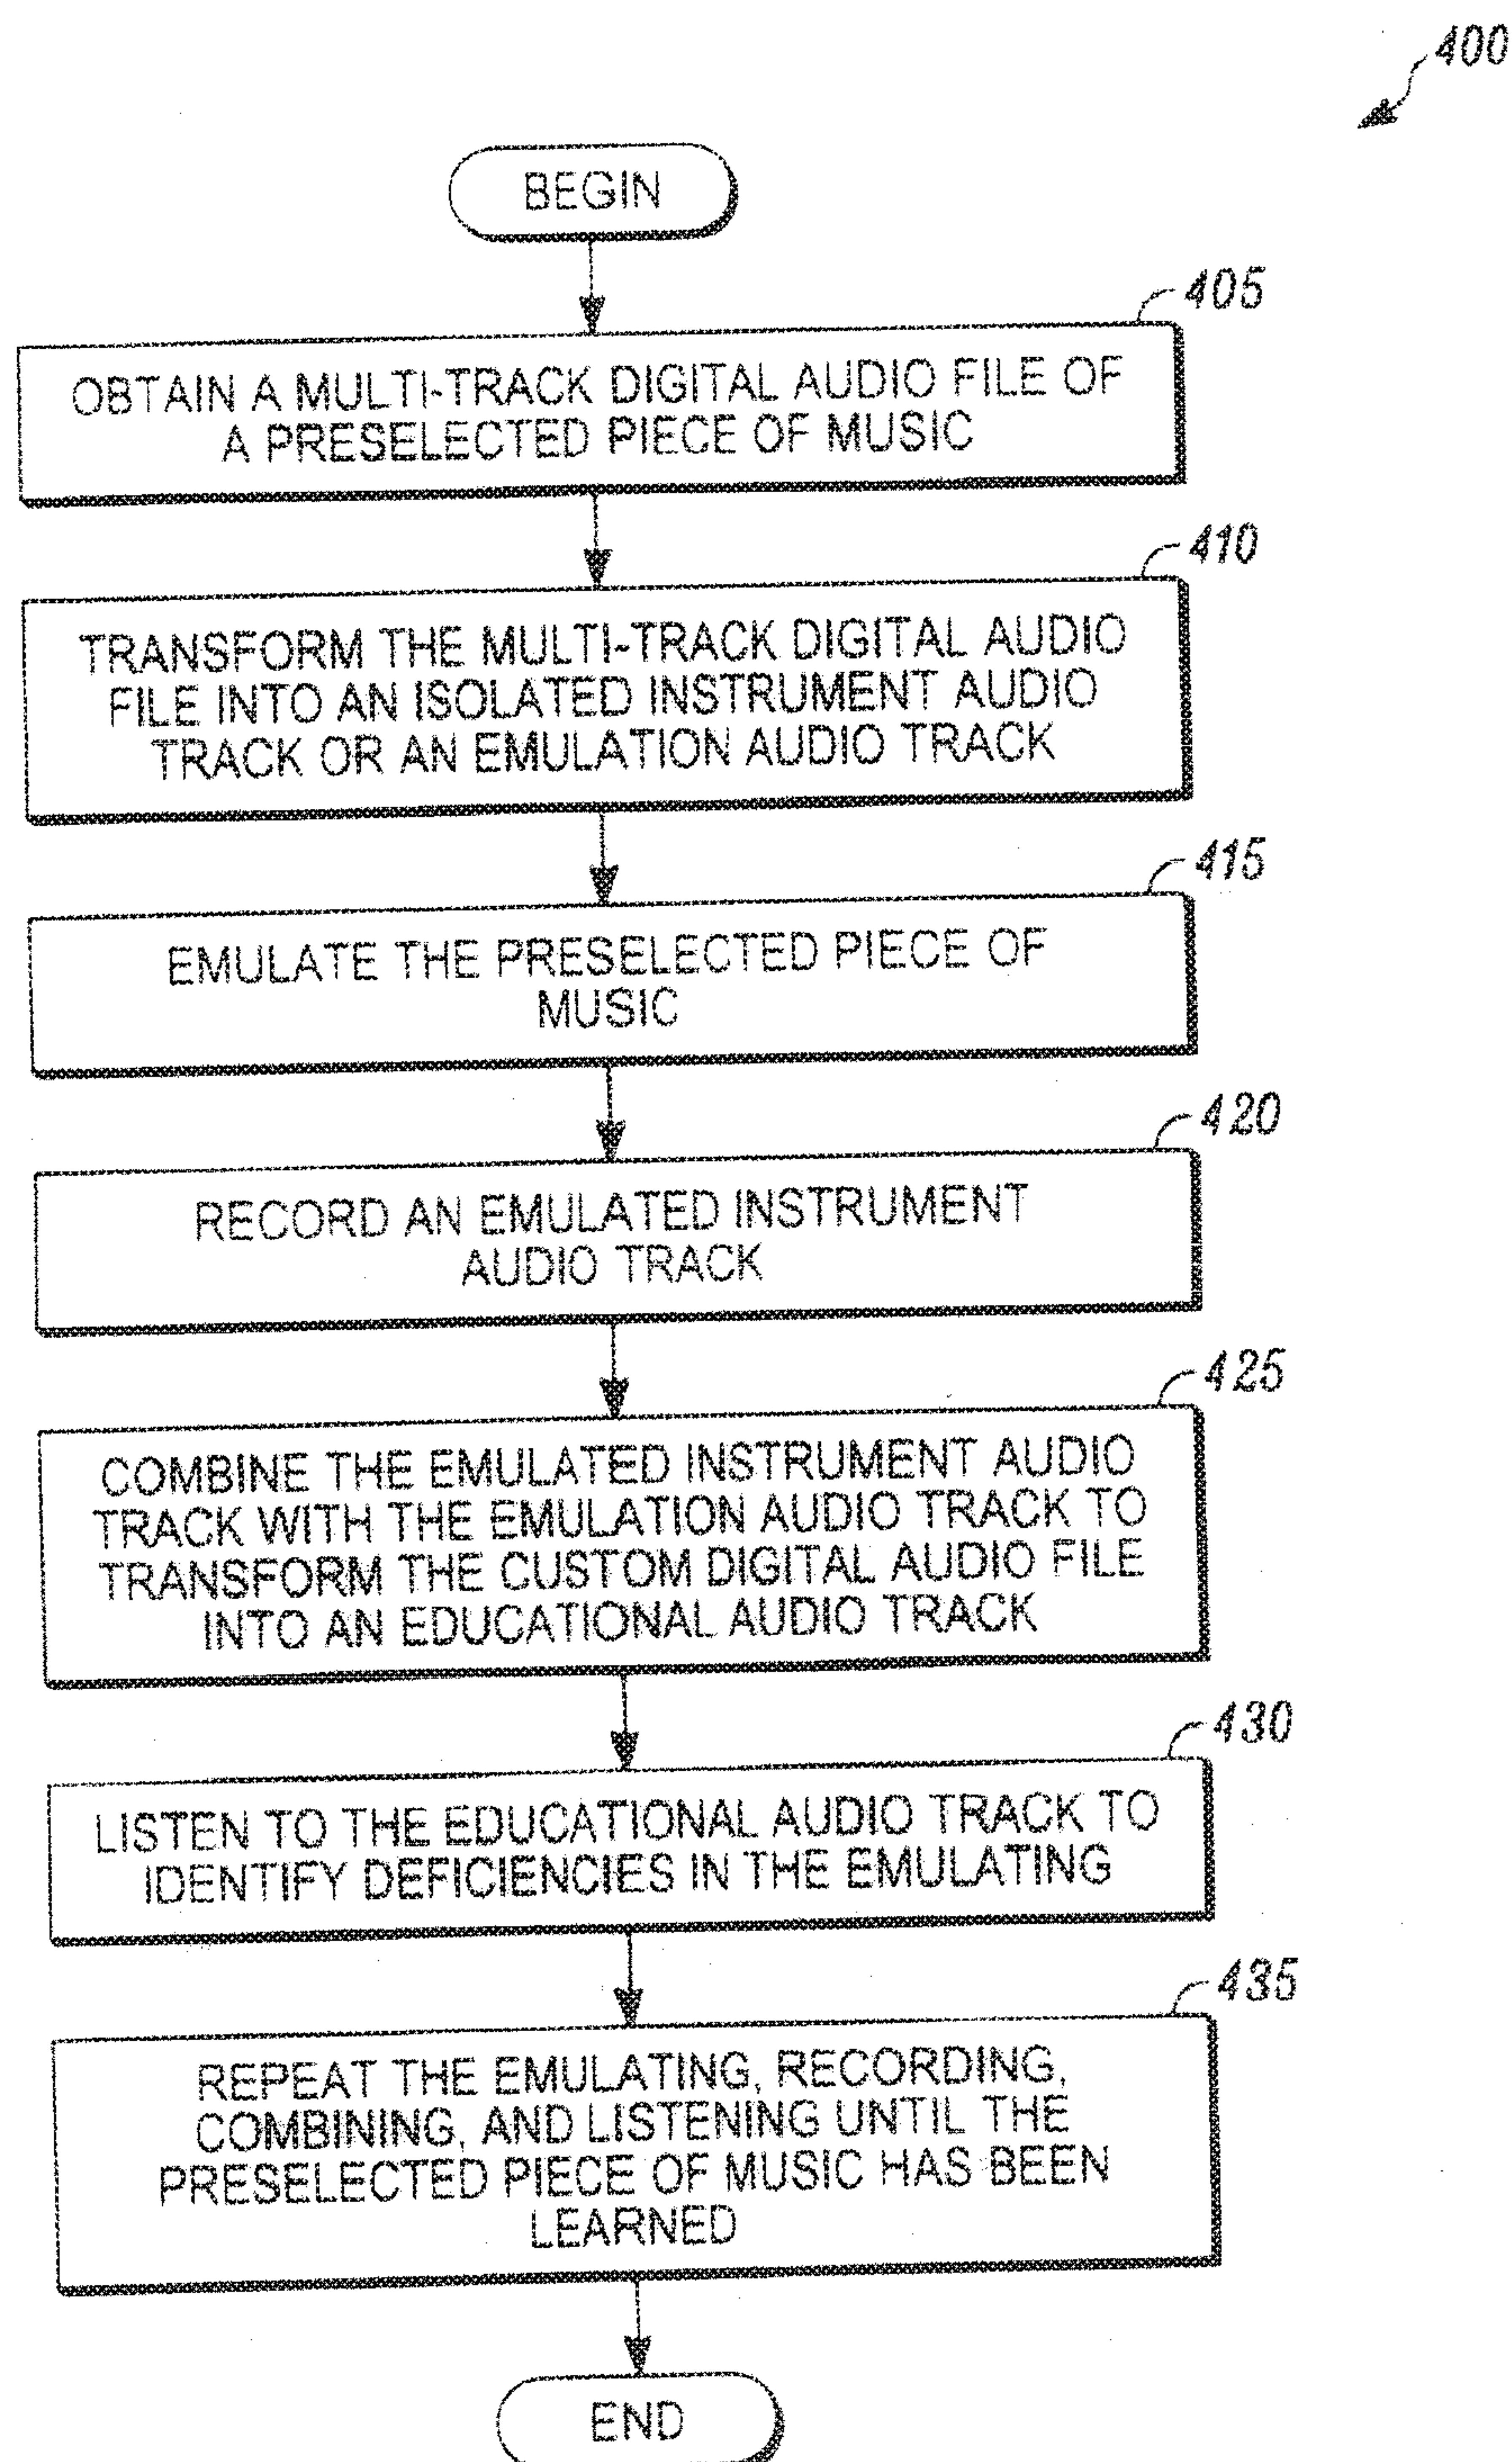 400
BEGIN
405
OBTAIN A MULTI-TRACK DIGITAL AUDIO FILE OF
A PRESELECTED PIECE OF MUSIC
410
TRANSFORM THE MULTI-TRACK DIGITAL AUDIO
FILE INTO AN ISOLATED INSTRUMENT AUDIO
TRACK OR AN EMULATION AUDIO TRACK
415
EMULATE THE PRESELECTED PIECE OF
MUSIC
420
RECORD AN EMULATED INSTRUMENT
AUDIO TRACK
425
COMBINE THE EMULATED INSTRUMENT AUDIO
TRACK WITH THE EMULATION AUDIO TRACK TO
TRANSFORM THE CUSTOM DIGITAL AUDIO FILE
INTO AN EDUCATIONAL AUDIO TRACK
430
LISTEN TO THE EDUCATIONAL AUDIO TRACK TO
IDENTIFY DEFICIENCIES IN THE EMULATING
435
REPEAT THE EMULATING, RECORDING,
COMBINING, AND LISTENING UNTIL THE
PRESELECTED PIECE OF MUSIC HAS BEEN
LEARNED
END